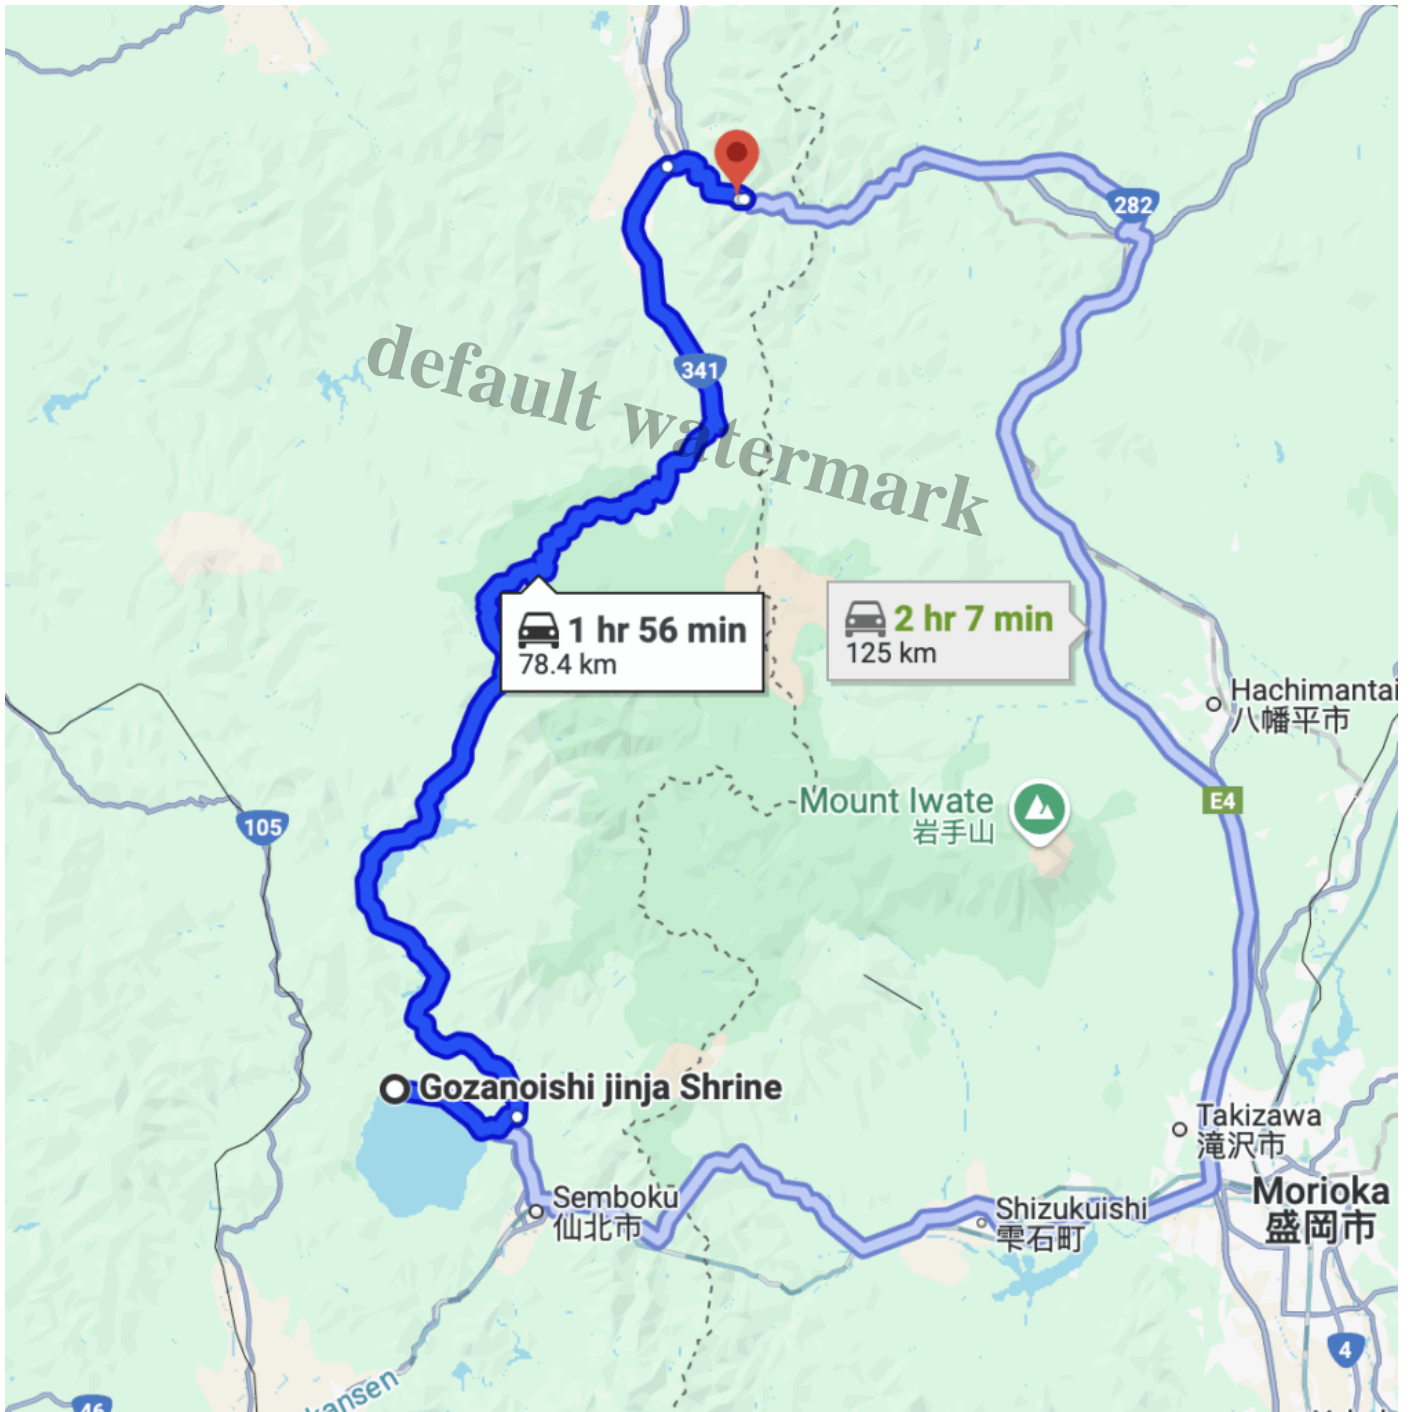 282
341
default watermark
1 hr 56 min
78.4 km
2 hr 7 min
125 km
Hachimantai
八幡平市
E4
Mount Iwate
岩手山
105
Gozanoishi jinja Shrine
Takizawa
滝沢市
Semboku
仙北市
Shizukuishi
雫石町
Morioka
盛岡市
4
46
kansen